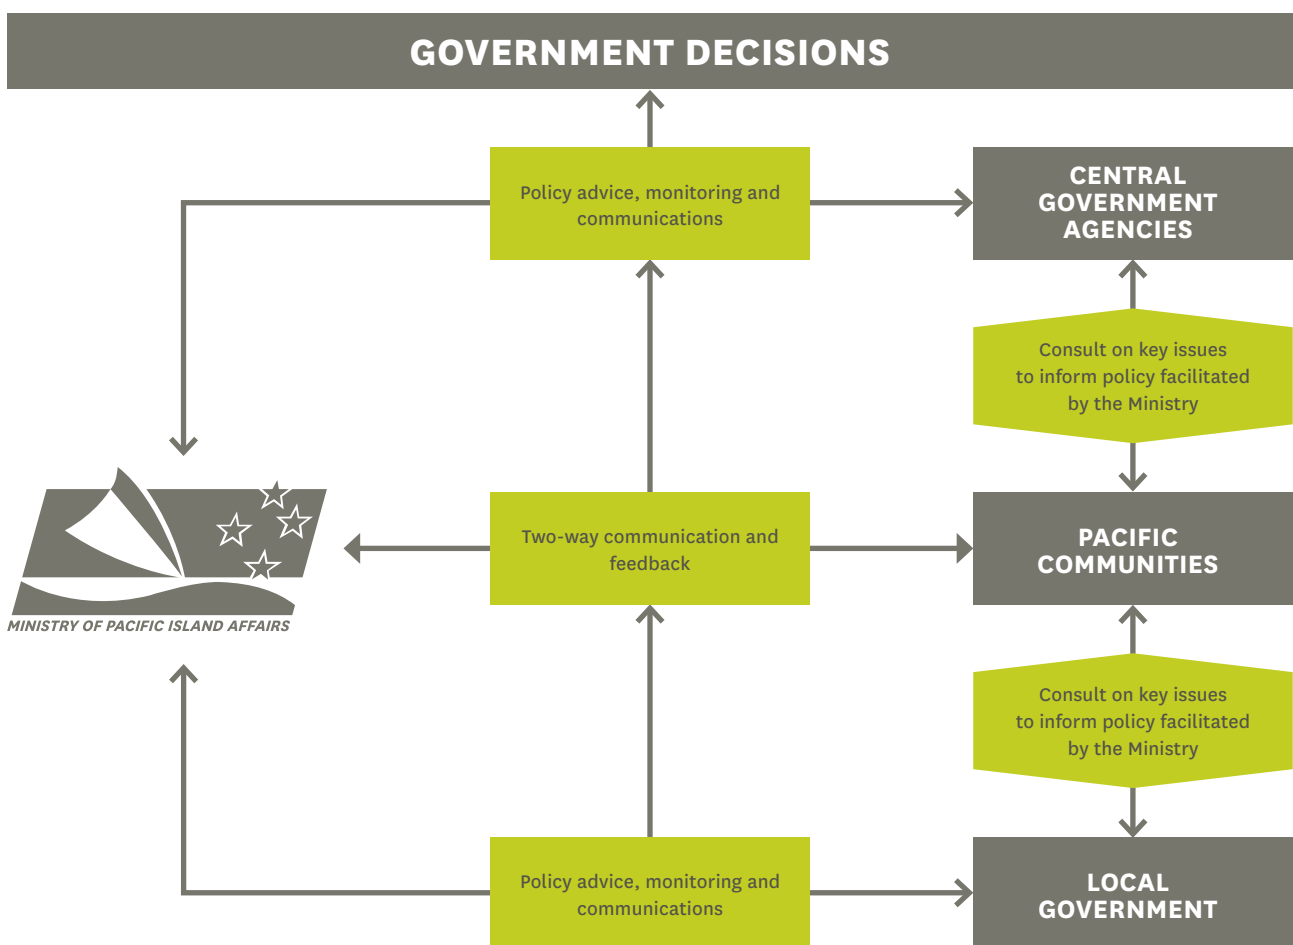 GOVERNMENT DECISIONS
Policy advice, monitoring and
communications
CENTRAL
GOVERNMENT
AGENCIES
Consult on key issues
to inform policy facilitated
by the Ministry
MINISTRY OF PACIFIC ISLAND AFFAIRS
Two-way communication and
feedback
PACIFIC
COMMUNITIES
Consult on key issues
to inform policy facilitated
by the Ministry
Policy advice, monitoring and
communications
LOCAL
GOVERNMENT